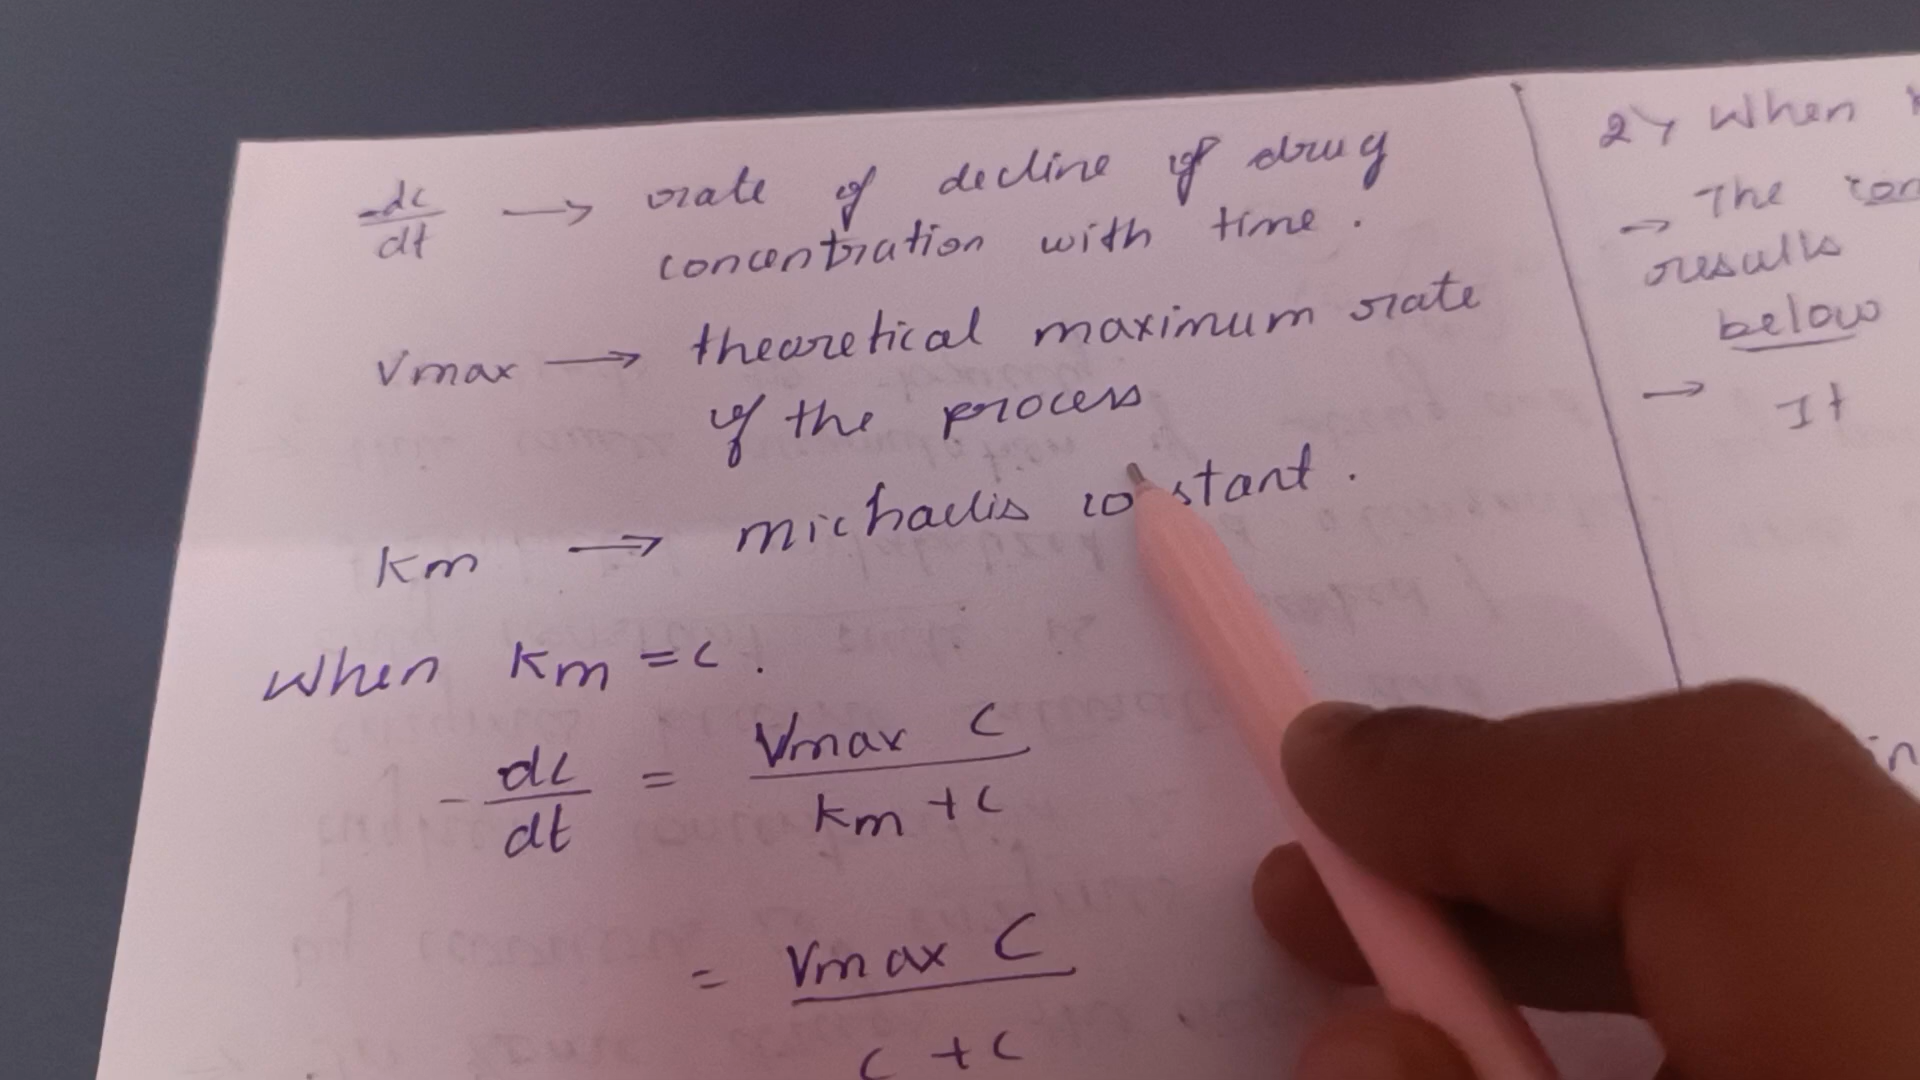 -dc/dt → rate of decline of drug
concentration with time.
Vmax → theoretical maximum rate
of the process
Km → michaelis constant.
When Km = C.
- dc/dt = Vmax C / Km + C
= Vmax C / C + C
2) When
→ The
results
below
→ It